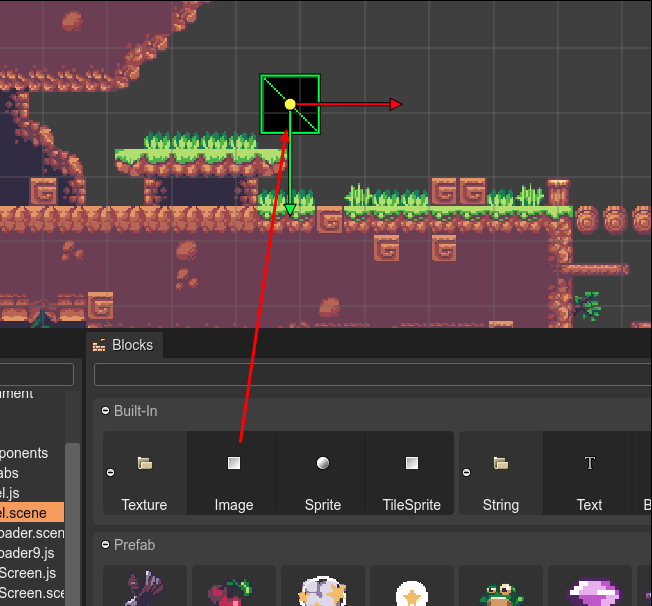 Blocks
nment
Built-In
ponents
abs
el.js
el.scene
oader.scen
oader9.js
Screen.js
Screen.sce
Texture
Image
Sprite
TileSprite
String
T
Text
B
Prefab